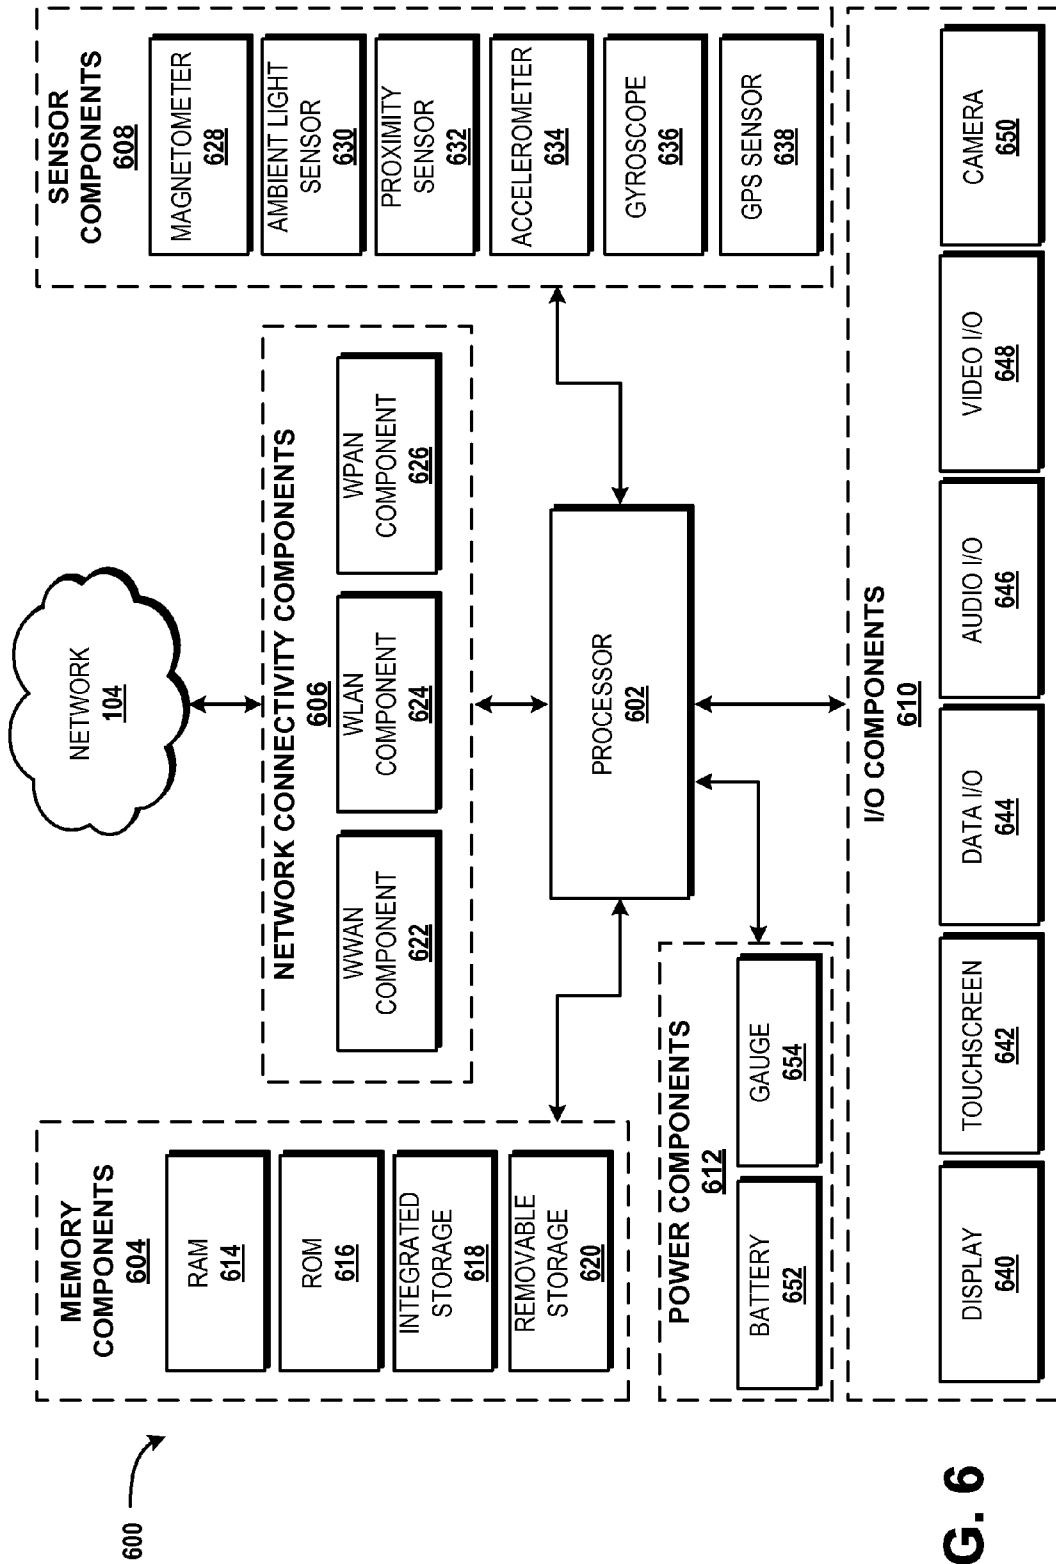 600
NETWORK
104
MEMORY
COMPONENTS
604
RAM
614
ROM
616
INTEGRATED
STORAGE
618
REMOVABLE
STORAGE
620
NETWORK CONNECTIVITY COMPONENTS
606
WWAN
COMPONENT
622
WLAN
COMPONENT
624
WPAN
COMPONENT
626
SENSOR
COMPONENTS
608
MAGNETOMETER
628
AMBIENT LIGHT
SENSOR
630
PROXIMITY
SENSOR
632
ACCELEROMETER
634
GYROSCOPE
636
GPS SENSOR
638
PROCESSOR
602
POWER COMPONENTS
612
BATTERY
652
GAUGE
654
I/O COMPONENTS
610
DISPLAY
640
TOUCHSCREEN
642
DATA I/O
644
AUDIO I/O
646
VIDEO I/O
648
CAMERA
650
G. 6